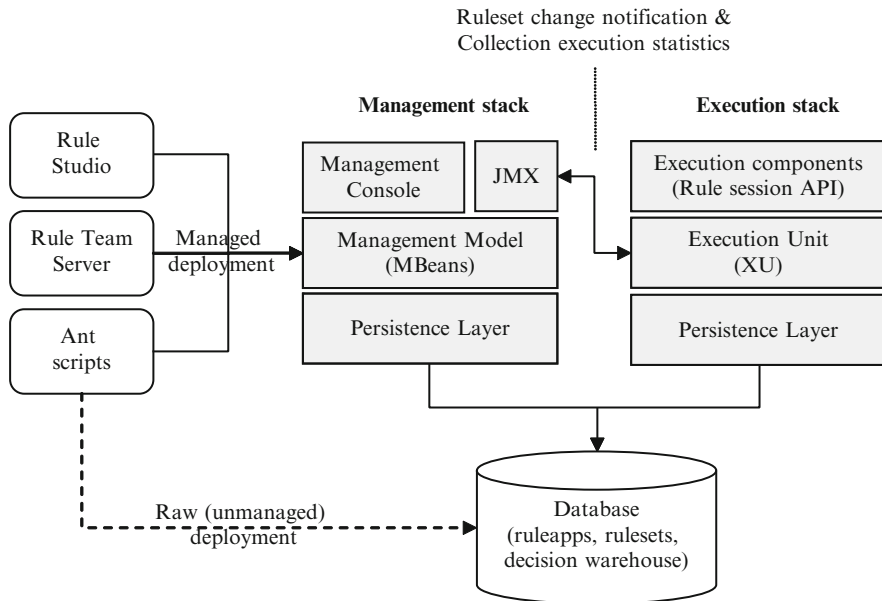 Ruleset change notification &
Collection execution statistics
Management stack
Execution stack
Rule
Studio
Management
Console
JMX
Execution components
(Rule session API)
Rule Team
Server
Managed
deployment
Management Model
(MBeans)
Execution Unit
(XU)
Ant
scripts
Persistence Layer
Persistence Layer
Raw (unmanaged)
deployment
Database
(ruleapps, rulesets,
decision warehouse)